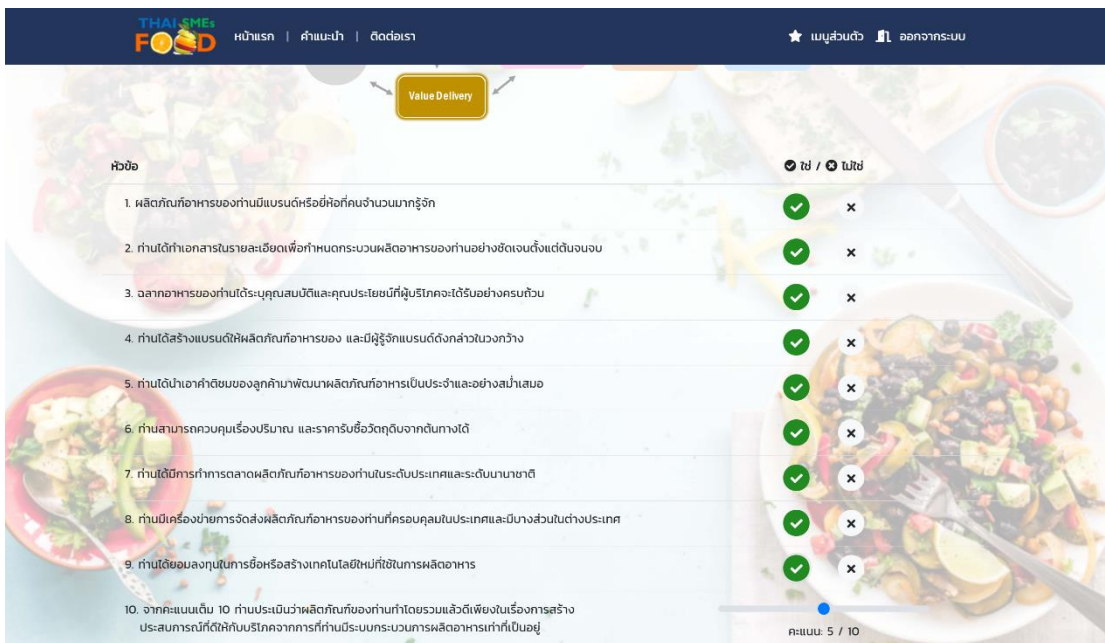 THAI SMEs
FOOD
หน้าแรก | คำแนะนำ | ติดต่อเรา
เมนูส่วนตัว ออกจากระบบ
Value Delivery
หัวข้อ
ใช่ / ไม่ใช่
1. ผลิตภัณฑ์อาหารของท่านมีแบรนด์หรือยี่ห้อที่คนจำนวนมากรู้จัก
2. ท่านได้ทำเอกสารในรายละเอียดเพื่อกำหนดกระบวนผลิตอาหารของท่านอย่างชัดเจนตั้งแต่ต้นจนจบ
3. ฉลากอาหารของท่านได้ระบุคุณสมบัติและคุณประโยชน์ที่ผู้บริโภคจะได้รับอย่างครบถ้วน
4. ท่านได้สร้างแบรนด์ให้ผลิตภัณฑ์อาหารของ และมีผู้รู้จักแบรนด์ดังกล่าวในวงกว้าง
5. ท่านได้นำเอาคำติชมของลูกค้ามาพัฒนาผลิตภัณฑ์อาหารเป็นประจำและอย่างสม่ำเสมอ
6. ท่านสามารถควบคุมเรื่องปริมาณ และราคารับซื้อวัตถุดิบจากต้นทางได้
7. ท่านได้มีการทำการตลาดผลิตภัณฑ์อาหารของท่านในระดับประเทศและระดับนานาชาติ
8. ท่านมีเครื่องข่ายการจัดส่งผลิตภัณฑ์อาหารของท่านที่ครอบคุลมในประเทศและมีบางส่วนในต่างประเทศ
9. ท่านได้ยอมลงทุนในการซื้อหรือสร้างเทคโนโลยีใหม่ที่ใช้ในการผลิตอาหาร
10. จากคะแนนเต็ม 10 ท่านประเมินว่าผลิตภัณฑ์ของท่านทำโดยรวมแล้วดีเพียงในเรื่องการสร้าง
ประสบการณ์ที่ดีให้กับบริโภคจากการที่ท่านมีระบบกระบวนการผลิตอาหารเท่าที่เป็นอยู่
คะแนน: 5 / 10